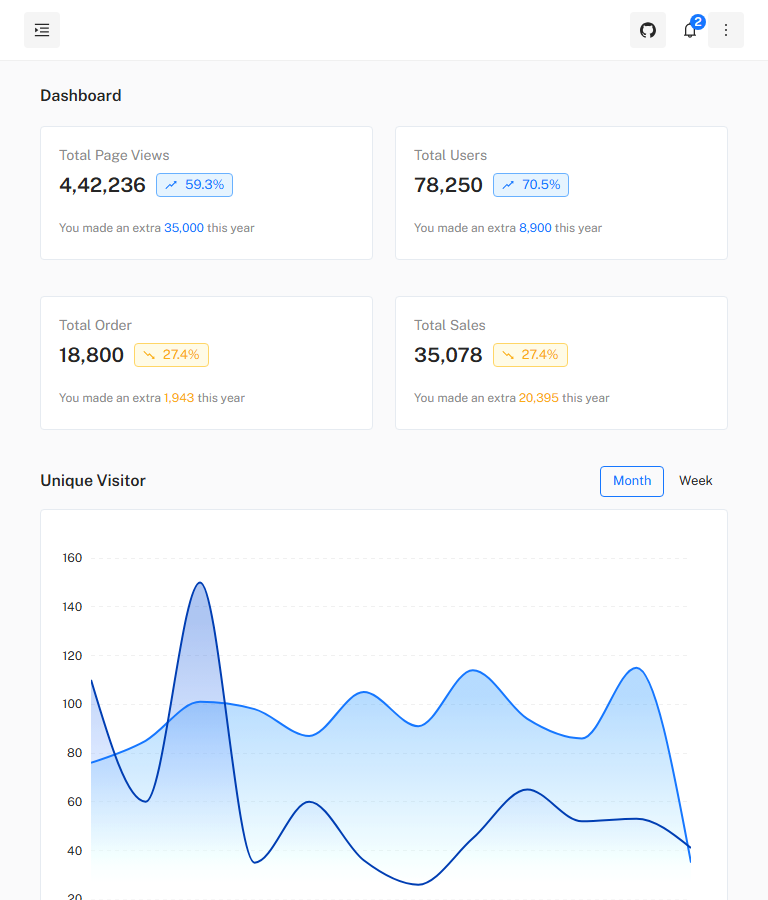 2
Dashboard
Total Page Views
4,42,236 59.3%
You made an extra 35,000 this year
Total Users
78,250 70.5%
You made an extra 8,900 this year
Total Order
18,800 27.4%
You made an extra 1,943 this year
Total Sales
35,078 27.4%
You made an extra 20,395 this year
Unique Visitor
Month Week
160
140
120
100
80
60
40
20